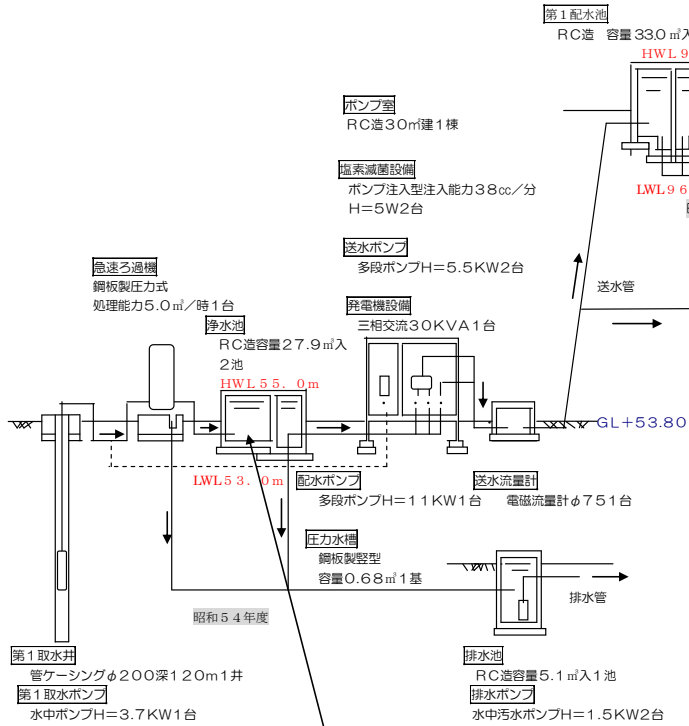 第1配水池
RC造 容量33.0㎥入
HWL9
ポンプ室
RC造30㎡建1棟
塩素滅菌設備
ポンプ注入型注入能力38㏄／分
H＝5W2台
LWL96
送水ポンプ
多段ポンプH＝5.5KW2台
急速ろ過機
鋼板製圧力式
処理能力5.0㎥／時1台
送水管
発電機設備
三相交流30KVA1台
浄水池
RC造容量27.9㎥入
2池
HWL55．0m
GL+53.80
LWL53．0m
配水ポンプ
多段ポンプH＝11KW1台
送水流量計
電磁流量計φ751台
圧力水槽
鋼板製竪型
容量0.68㎥1基
昭和54年度
排水管
第1取水井
管ケーシングφ200深120m1井
第1取水ポンプ
水中ポンプH＝3.7KW1台
排水池
RC造容量5.1㎥入1池
排水ポンプ
水中汚水ポンプH＝1.5KW2台